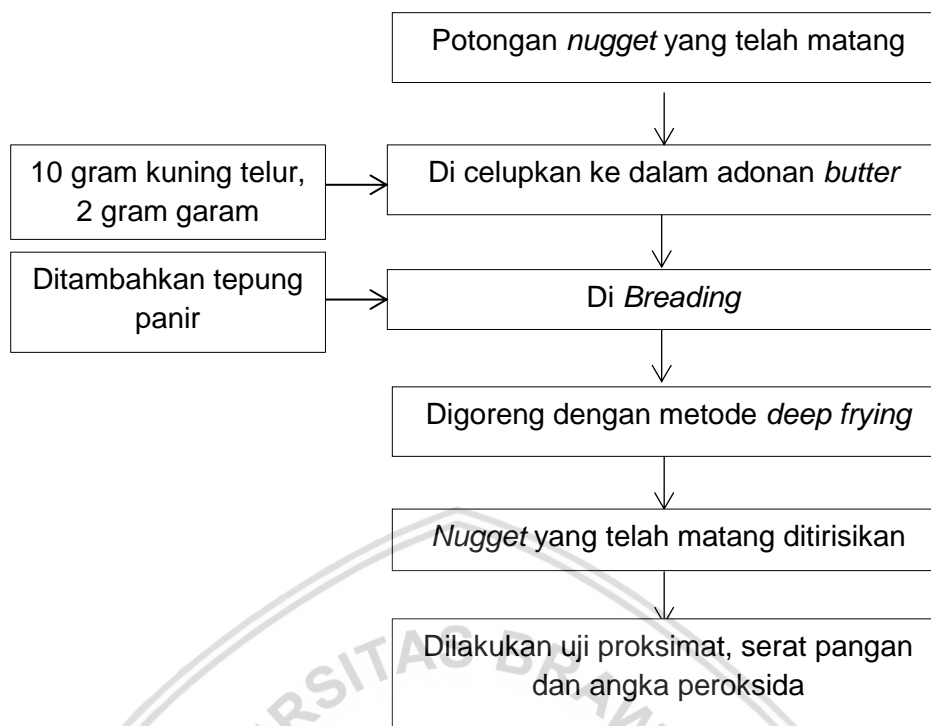 Potongan nugget yang telah matang
10 gram kuning telur,
2 gram garam
Di celupkan ke dalam adonan butter
Ditambahkan tepung
panir
Di Breading
Digoreng dengan metode deep frying
Nugget yang telah matang ditirisikan
Dilakukan uji proksimat, serat pangan
dan angka peroksida